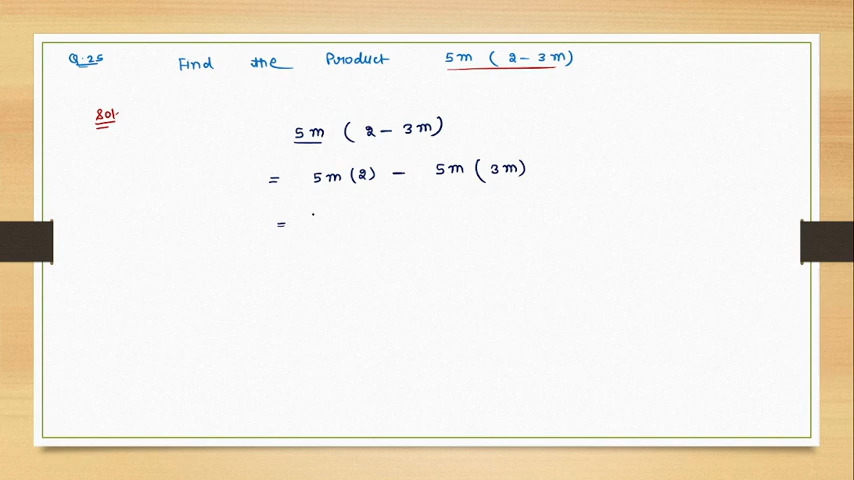 Q.25 Find the Product 5m ( 2 - 3m )
Sol.
5m ( 2 - 3m )
= 5m (2) - 5m ( 3m )
=